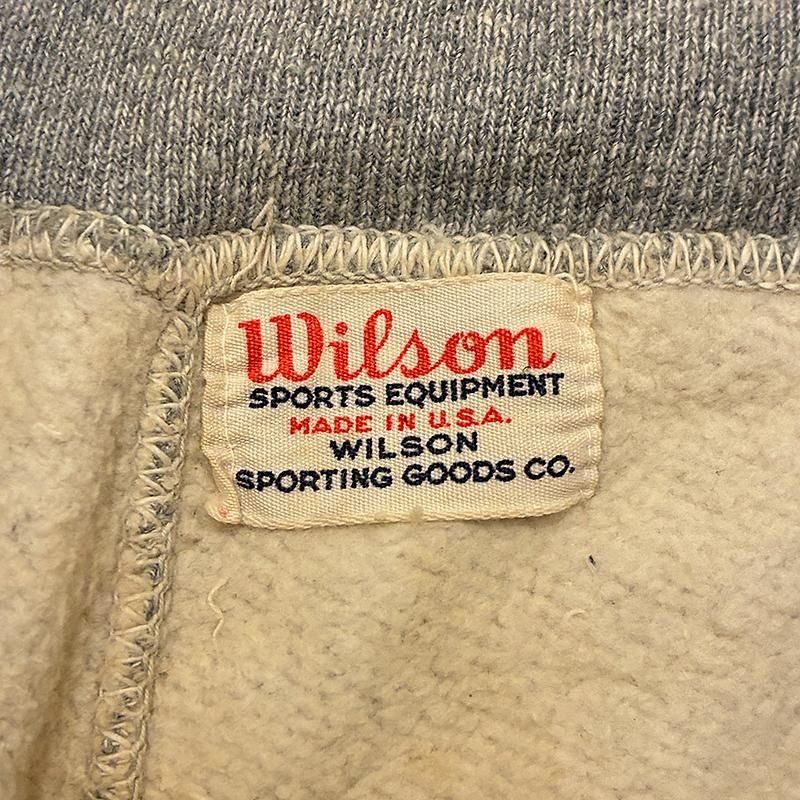 Wilson
SPORTS EQUIPMENT
MADE IN U.S.A.
WILSON
SPORTING GOODS CO.